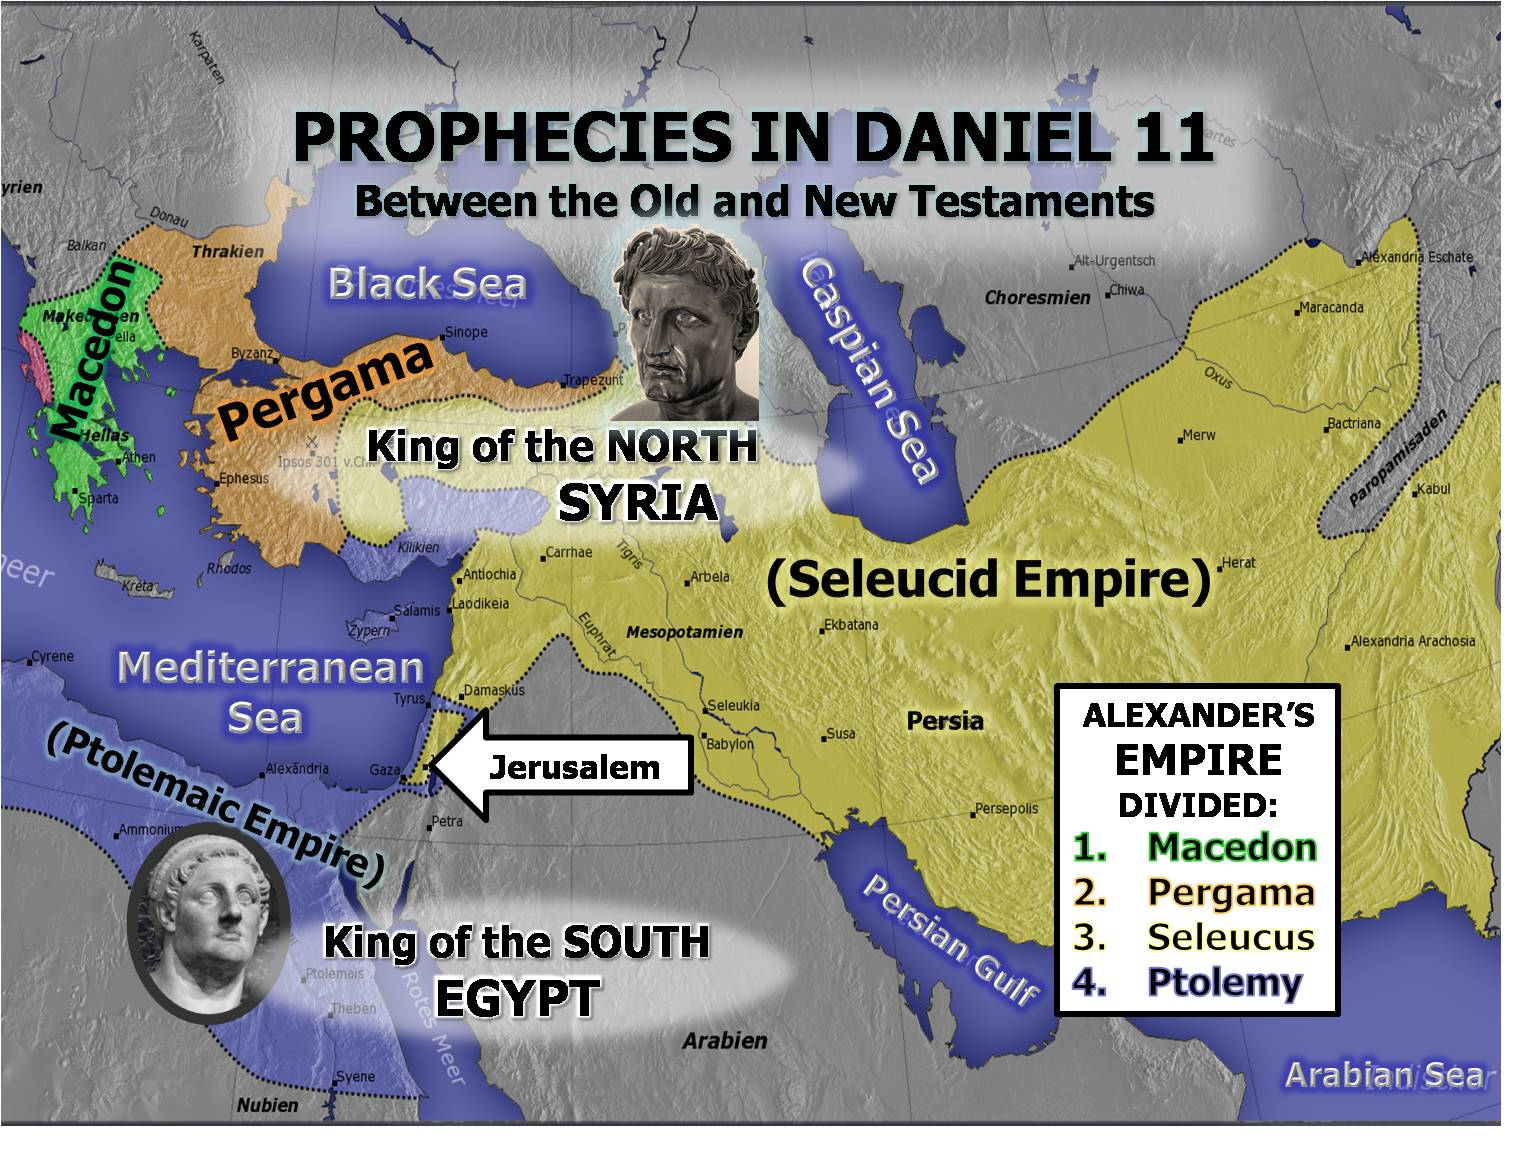 PROPHECIES IN DANIEL 11
Between the Old and New Testaments
Karpaten
yrien
Donau
Balkan
Thrakien
Black Sea
Caspian Sea
Choresmien
Alt-Urgentsch
Chiwa
Alexandria Eschate
Maracanda
Oxus
Bactriana
Merw
Paropamisaden
Kabul
Macedon
ella
Hellas
Athen
Sparta
Byzanz
Sinope
Trapezunt
Pergama
Ipsos 301 v.Chr.
Ephesus
King of the NORTH
SYRIA
Kilikien
Rhodos
Kreta
meer
Antiochia
Carrhae
Tigris
Arbela
(Seleucid Empire)
Herat
Salamis
Laodikeia
Zypern
Euphrat
Mesopotamien
Ekbatana
Alexandria Arachosia
Cyrene
Mediterranean
Sea
Tyrus
Damaskus
Seleukia
Babylon
Susa
Persia
Jerusalem
Gaza
Alexandria
(Ptolemaic Empire)
Ammonium
Petra
Persepolis
ALEXANDER'S
EMPIRE
DIVIDED:
1. Macedon
2. Pergama
3. Seleucus
4. Ptolemy
Persian Gulf
King of the SOUTH
EGYPT
Ptolemais
Theben
Rotes Meer
Arabien
Syene
Nubien
Arabian Sea